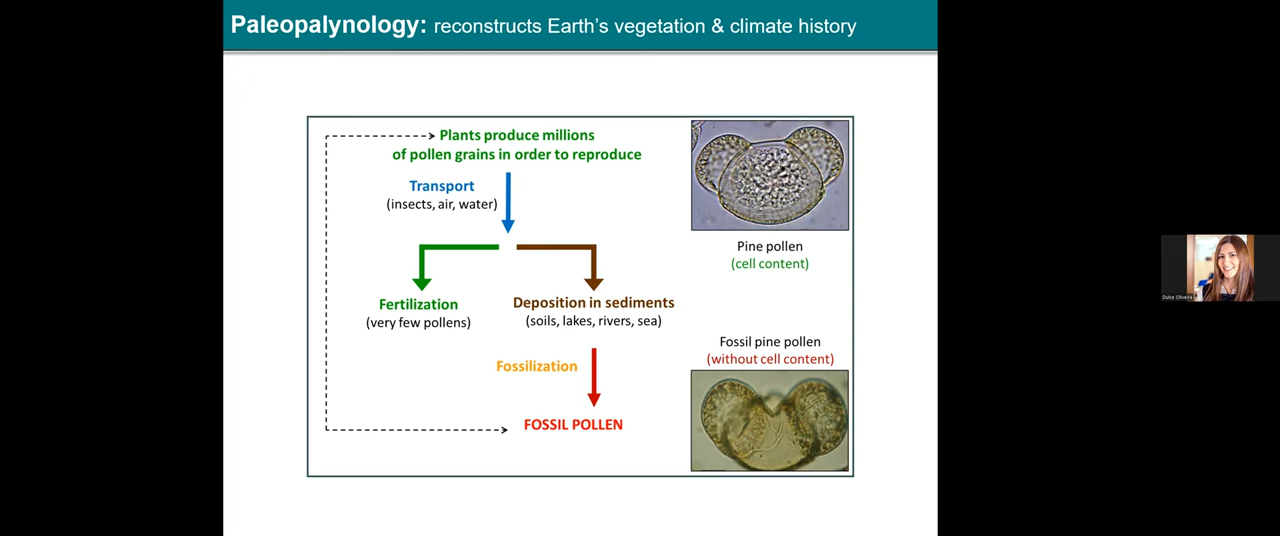 Paleopalynology: reconstructs Earth's vegetation & climate history
Plants produce millions
of pollen grains in order to reproduce
Transport
(insects, air, water)
Fertilization
(very few pollens)
Deposition in sediments
(soils, lakes, rivers, sea)
Fossilization
FOSSIL POLLEN
Pine pollen
(cell content)
Fossil pine pollen
(without cell content)
Dulce Oliveira